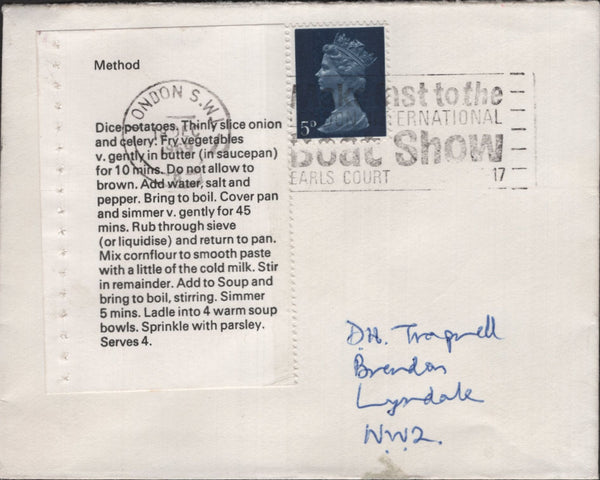 Method
Dice potatoes. Thinly slice onion
and celery. Fry vegetables
v. gently in butter (in saucepan)
for 10 mins. Do not allow to
brown. Add water, salt and
pepper. Bring to boil. Cover pan
and simmer v. gently for 45
mins. Rub through sieve
(or liquidise) and return to pan.
Mix cornflour to smooth paste
with a little of the cold milk. Stir
in remainder. Add to Soup and
bring to boil, stirring. Simmer
5 mins. Ladle into 4 warm soup
bowls. Sprinkle with parsley.
Serves 4.
ONDON S.W.
DEC
5D
to the
ERNATIONAL
Boat Show
EARLS COURT 17
D.H. Trapnell
Brendon
Lyndale
N.W.2.